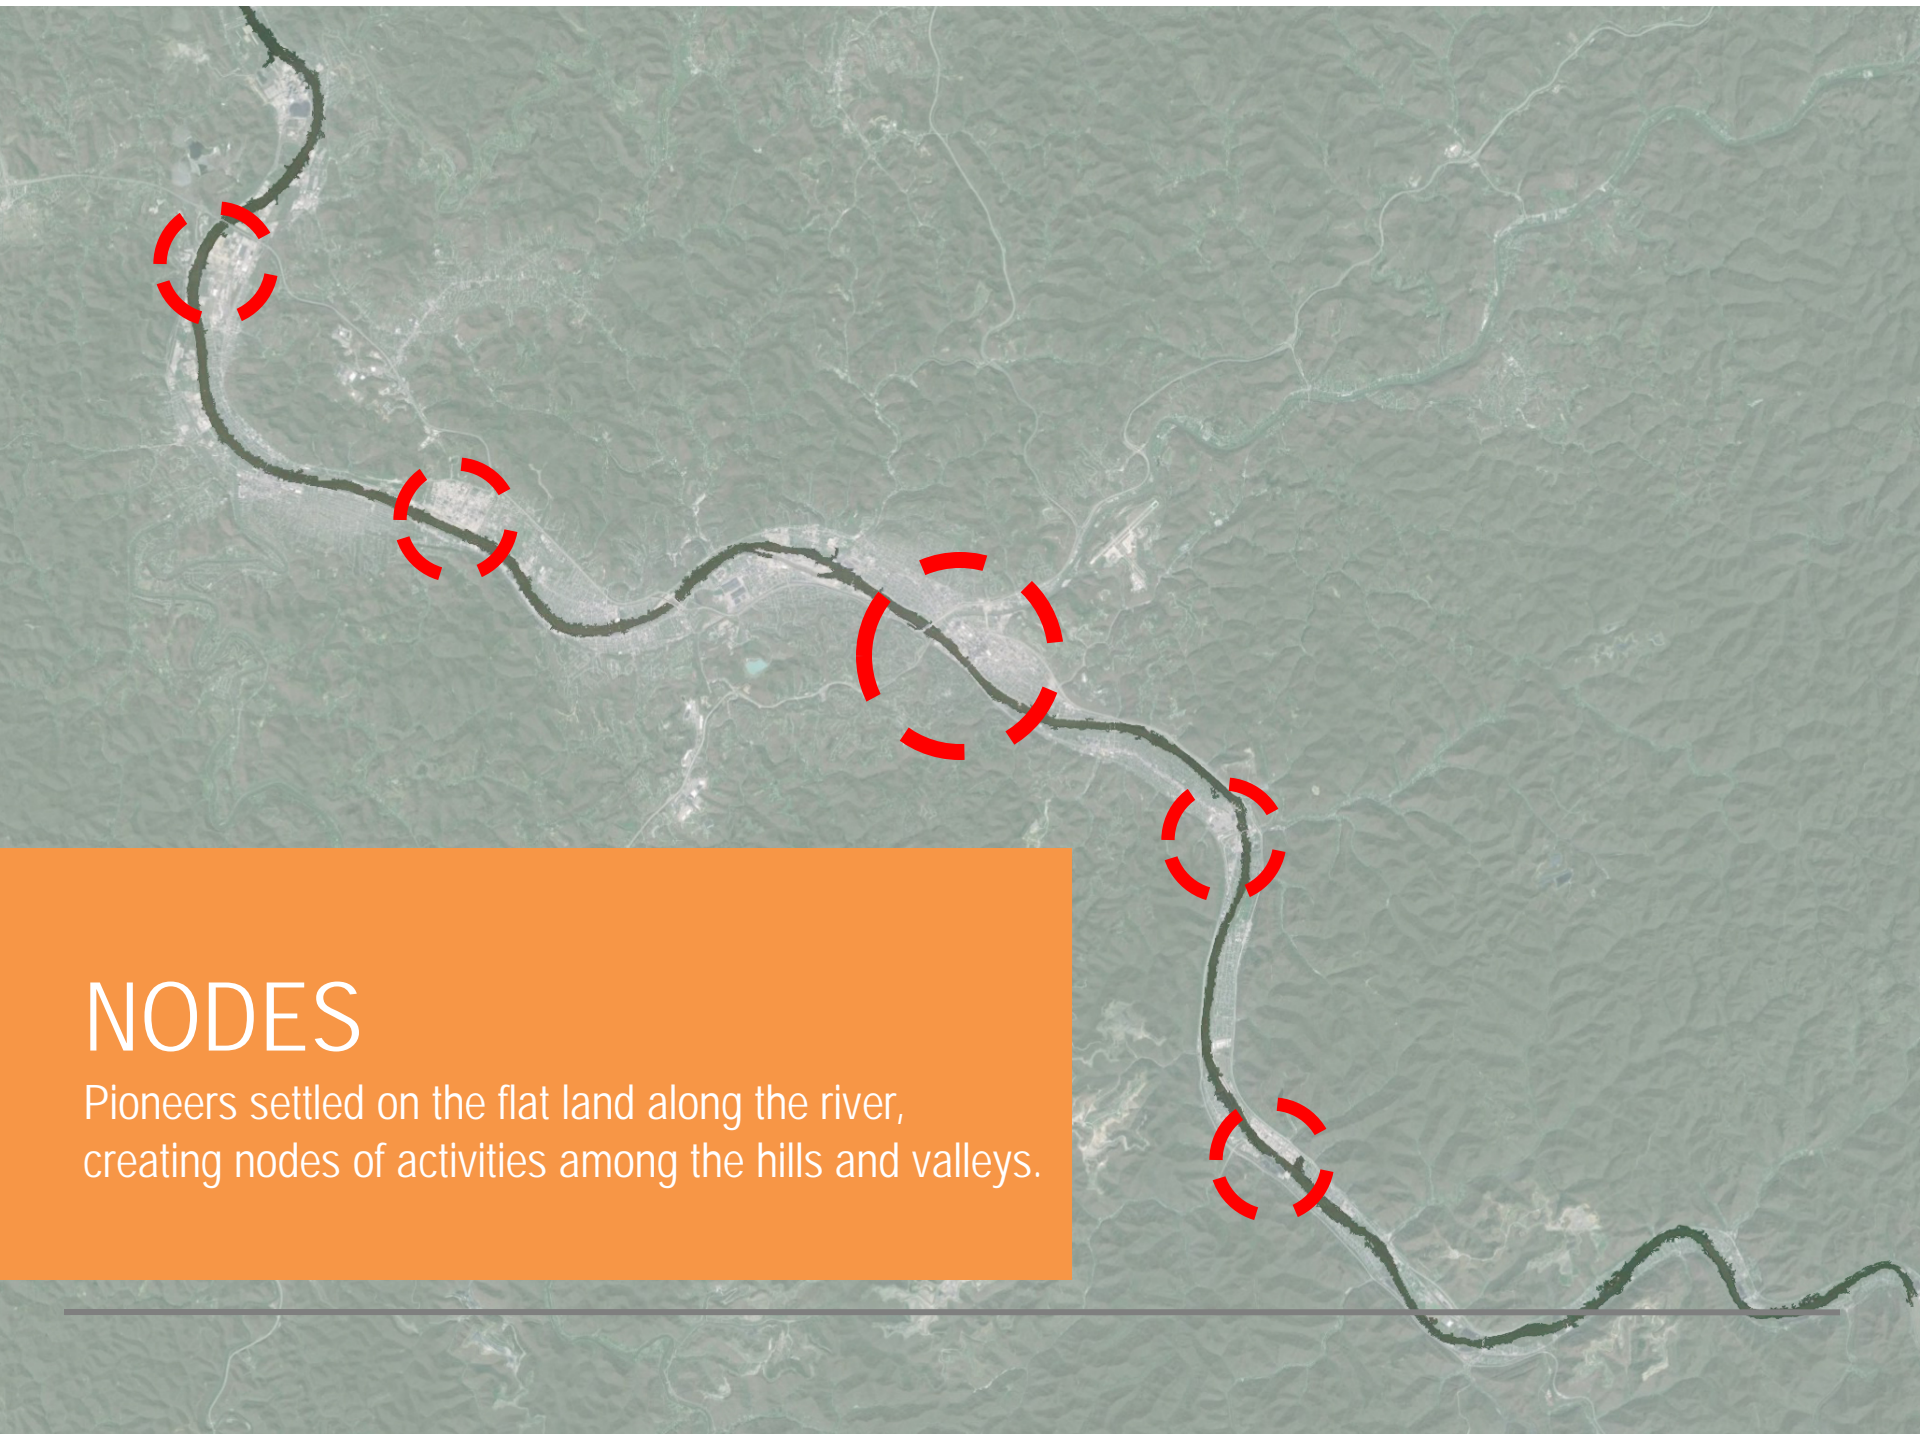 NODES
Pioneers settled on the flat land along the river,
creating nodes of activities among the hills and valleys.